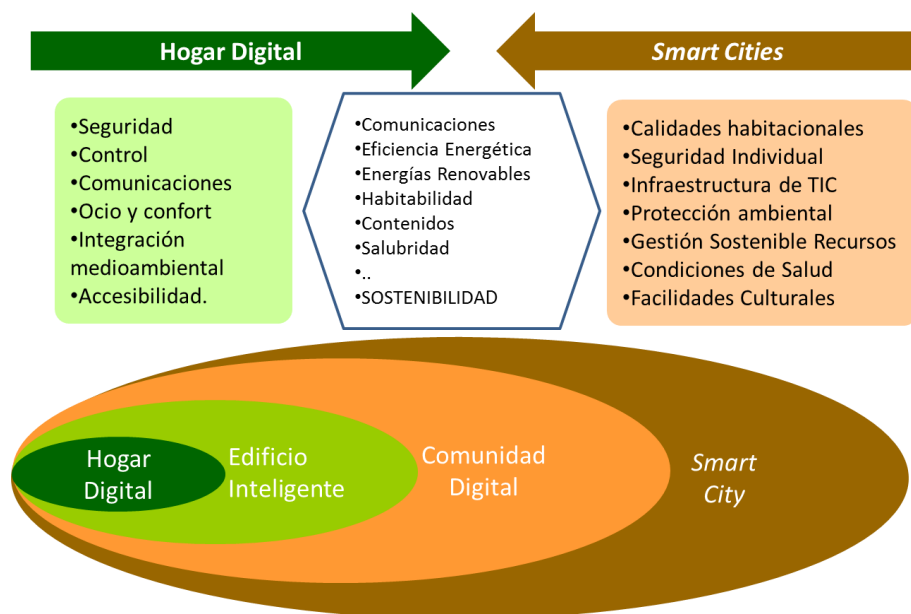 Hogar Digital
Smart Cities
•Seguridad
•Control
•Comunicaciones
•Ocio y confort
•Integración
medioambiental
•Accesibilidad.
•Comunicaciones
•Eficiencia Energética
•Energías Renovables
•Habitabilidad
•Contenidos
•Salubridad
•..
•SOSTENIBILIDAD
•Calidades habitacionales
•Seguridad Individual
•Infraestructura de TIC
•Protección ambiental
•Gestión Sostenible Recursos
•Condiciones de Salud
•Facilidades Culturales
Hogar
Digital
Edificio
Inteligente
Comunidad
Digital
Smart
City